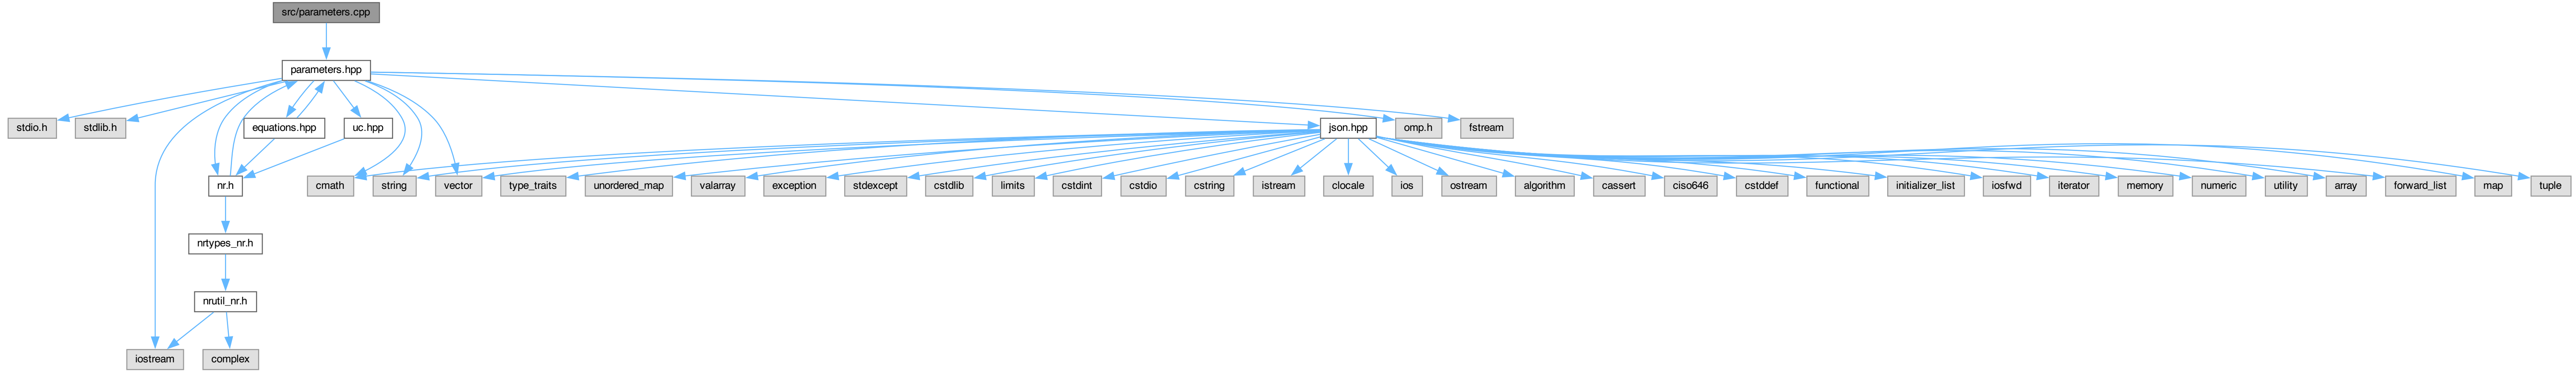 src/parameters.cpp
parameters.hpp
stdio.h
stdlib.h
equations.hpp
uc.hpp
json.hpp
omp.h
fstream
nr.h
cmath
string
vector
type_traits
unordered_map
valarray
exception
stdexcept
cstdlib
limits
cstdint
cstdio
cstring
istream
clocale
ios
ostream
algorithm
cassert
ciso646
cstddef
functional
initializer_list
iosfwd
iterator
memory
numeric
utility
array
forward_list
map
tuple
nrtypes_nr.h
nrutil_nr.h
iostream
complex